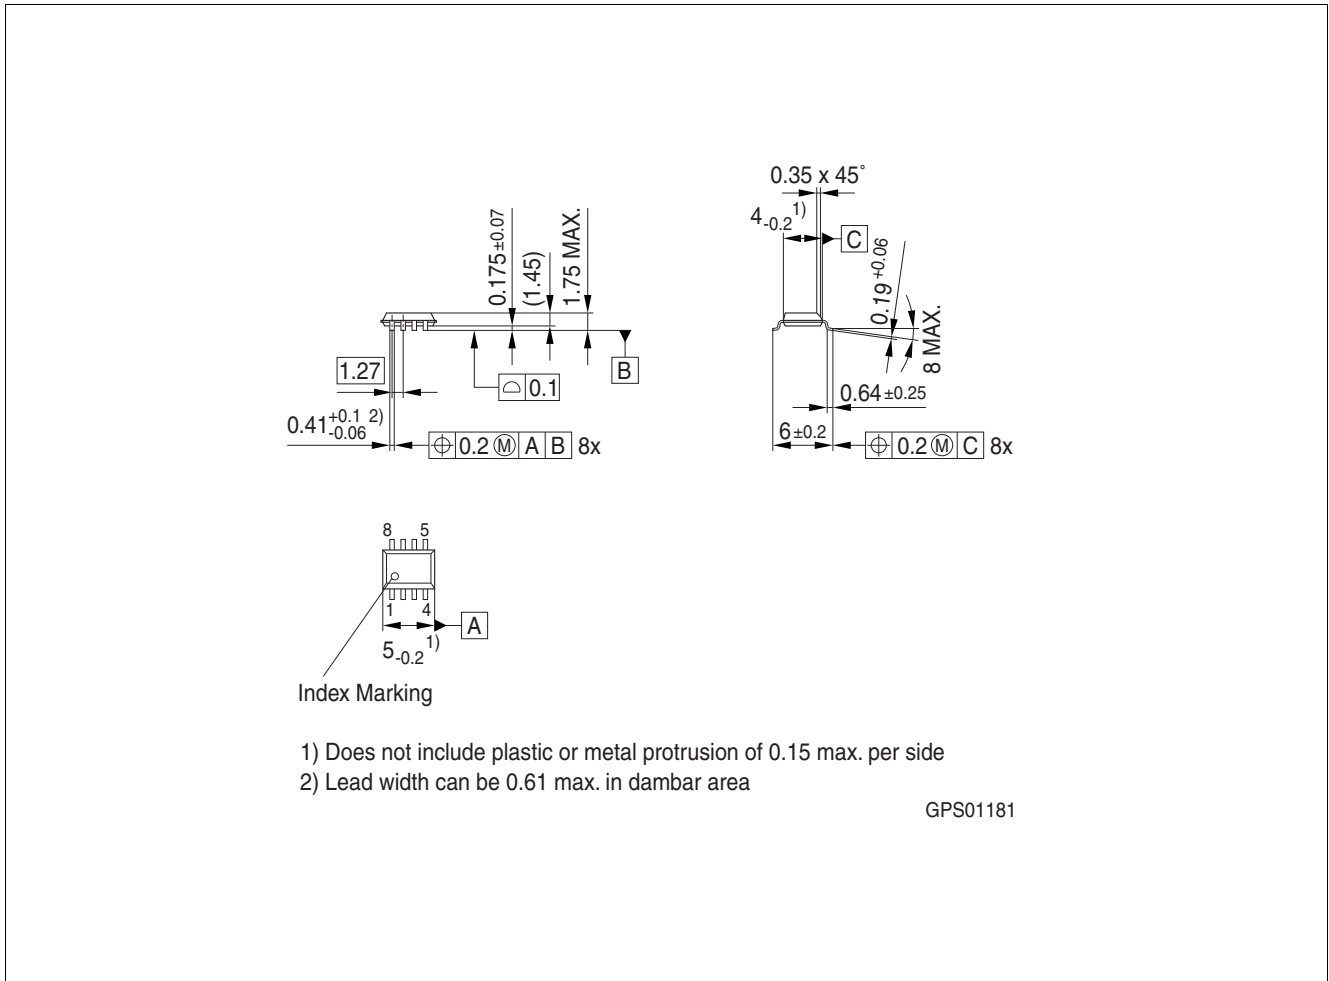 0.175±0.07
(1.45)
1.75 MAX.
B
1.27
⌓ 0.1
0.41 +0.1 -0.06 2)
⌖ 0.2 Ⓜ A B 8x
0.35 x 45°
4 -0.2 1)
C
0.19 +0.06
8 MAX.
0.64 ±0.25
6 ±0.2
⌖ 0.2 Ⓜ C 8x
8 5
1 4
A
5 -0.2 1)
Index Marking
1) Does not include plastic or metal protrusion of 0.15 max. per side
2) Lead width can be 0.61 max. in dambar area
GPS01181